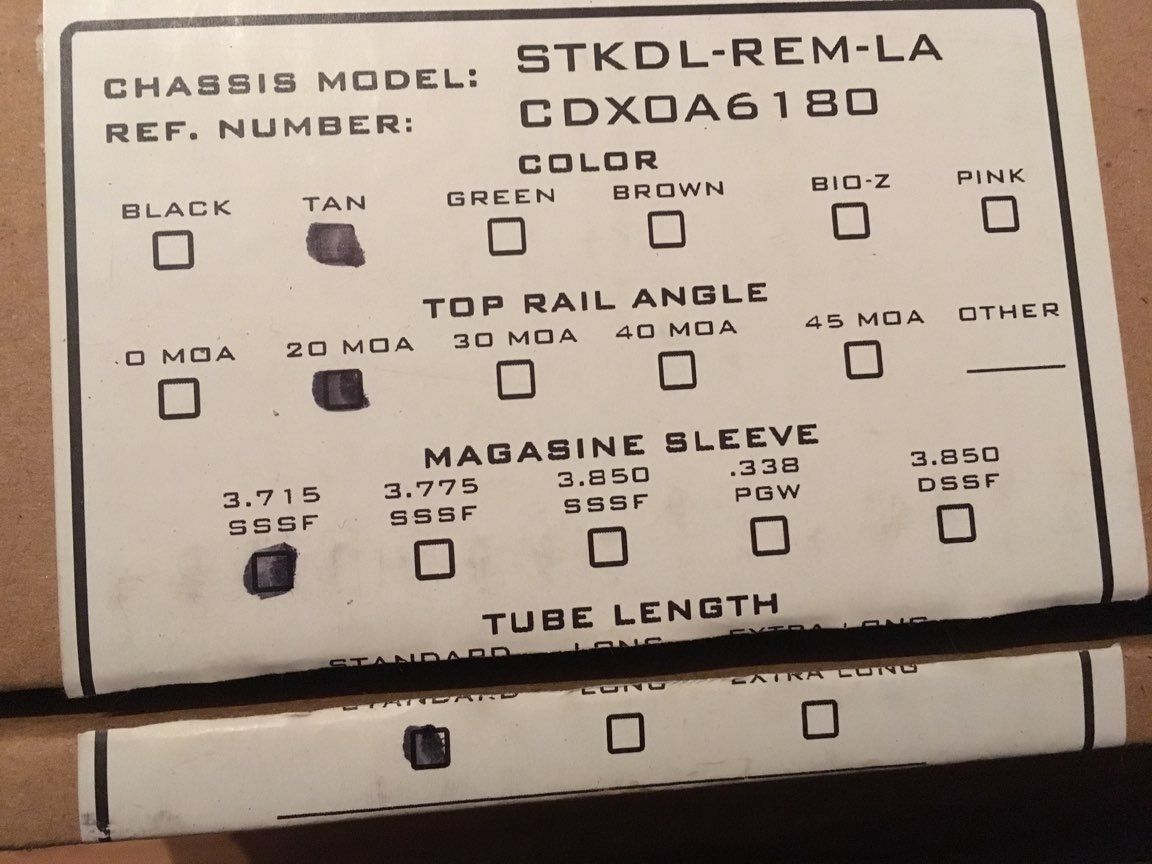 CHASSIS MODEL: STKDL-REM-LA
REF. NUMBER: CDX0A6180
COLOR
BLACK TAN GREEN BROWN BIO-Z PINK
TOP RAIL ANGLE
0 MOA 20 MOA 30 MOA 40 MOA 45 MOA OTHER
MAGASINE SLEEVE
3.715 3.775 3.850 .338 3.850
SSSF SSSF SSSF PGW DSSF
TUBE LENGTH
STANDARD LONG EXTRA LONG